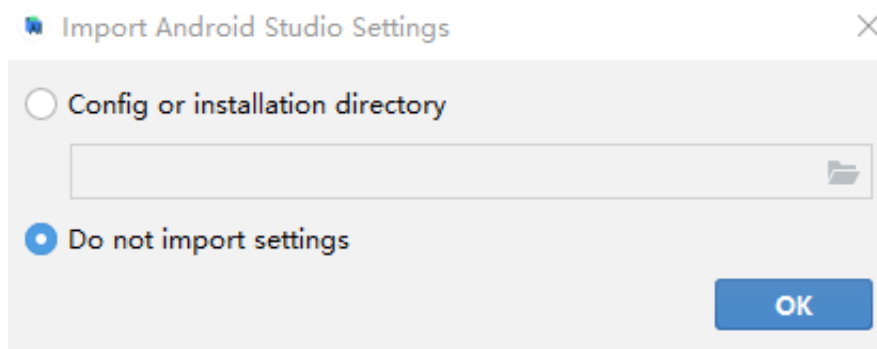 Import Android Studio Settings
Config or installation directory
Do not import settings
OK